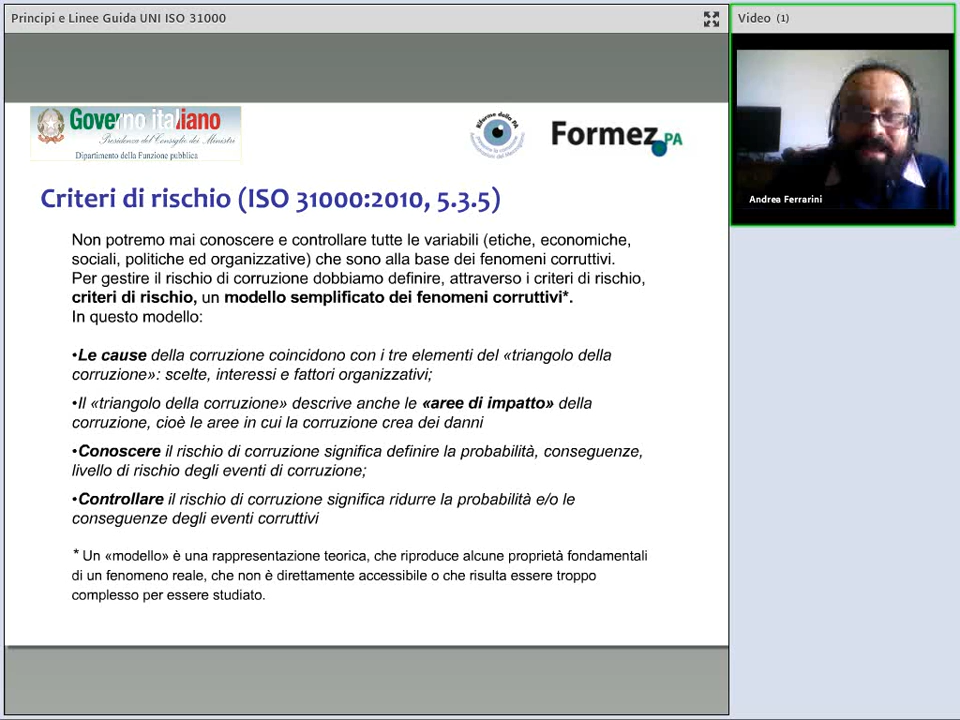 Principi e Linee Guida UNI ISO 31000
Video (1)
Andrea Ferrarini
Governo italiano
Presidenza del Consiglio dei Ministri
Dipartimento della Funzione pubblica
Riforme della PA
Formez PA
Criteri di rischio (ISO 31000:2010, 5.3.5)
Non potremo mai conoscere e controllare tutte le variabili (etiche, economiche,
sociali, politiche ed organizzative) che sono alla base dei fenomeni corruttivi.
Per gestire il rischio di corruzione dobbiamo definire, attraverso i criteri di rischio,
criteri di rischio, un modello semplificato dei fenomeni corruttivi*.
In questo modello:
•Le cause della corruzione coincidono con i tre elementi del «triangolo della
corruzione»: scelte, interessi e fattori organizzativi;
•Il «triangolo della corruzione» descrive anche le «aree di impatto» della
corruzione, cioè le aree in cui la corruzione crea dei danni
•Conoscere il rischio di corruzione significa definire la probabilità, conseguenze,
livello di rischio degli eventi di corruzione;
•Controllare il rischio di corruzione significa ridurre la probabilità e/o le
conseguenze degli eventi corruttivi
* Un «modello» è una rappresentazione teorica, che riproduce alcune proprietà fondamentali
di un fenomeno reale, che non è direttamente accessibile o che risulta essere troppo
complesso per essere studiato.